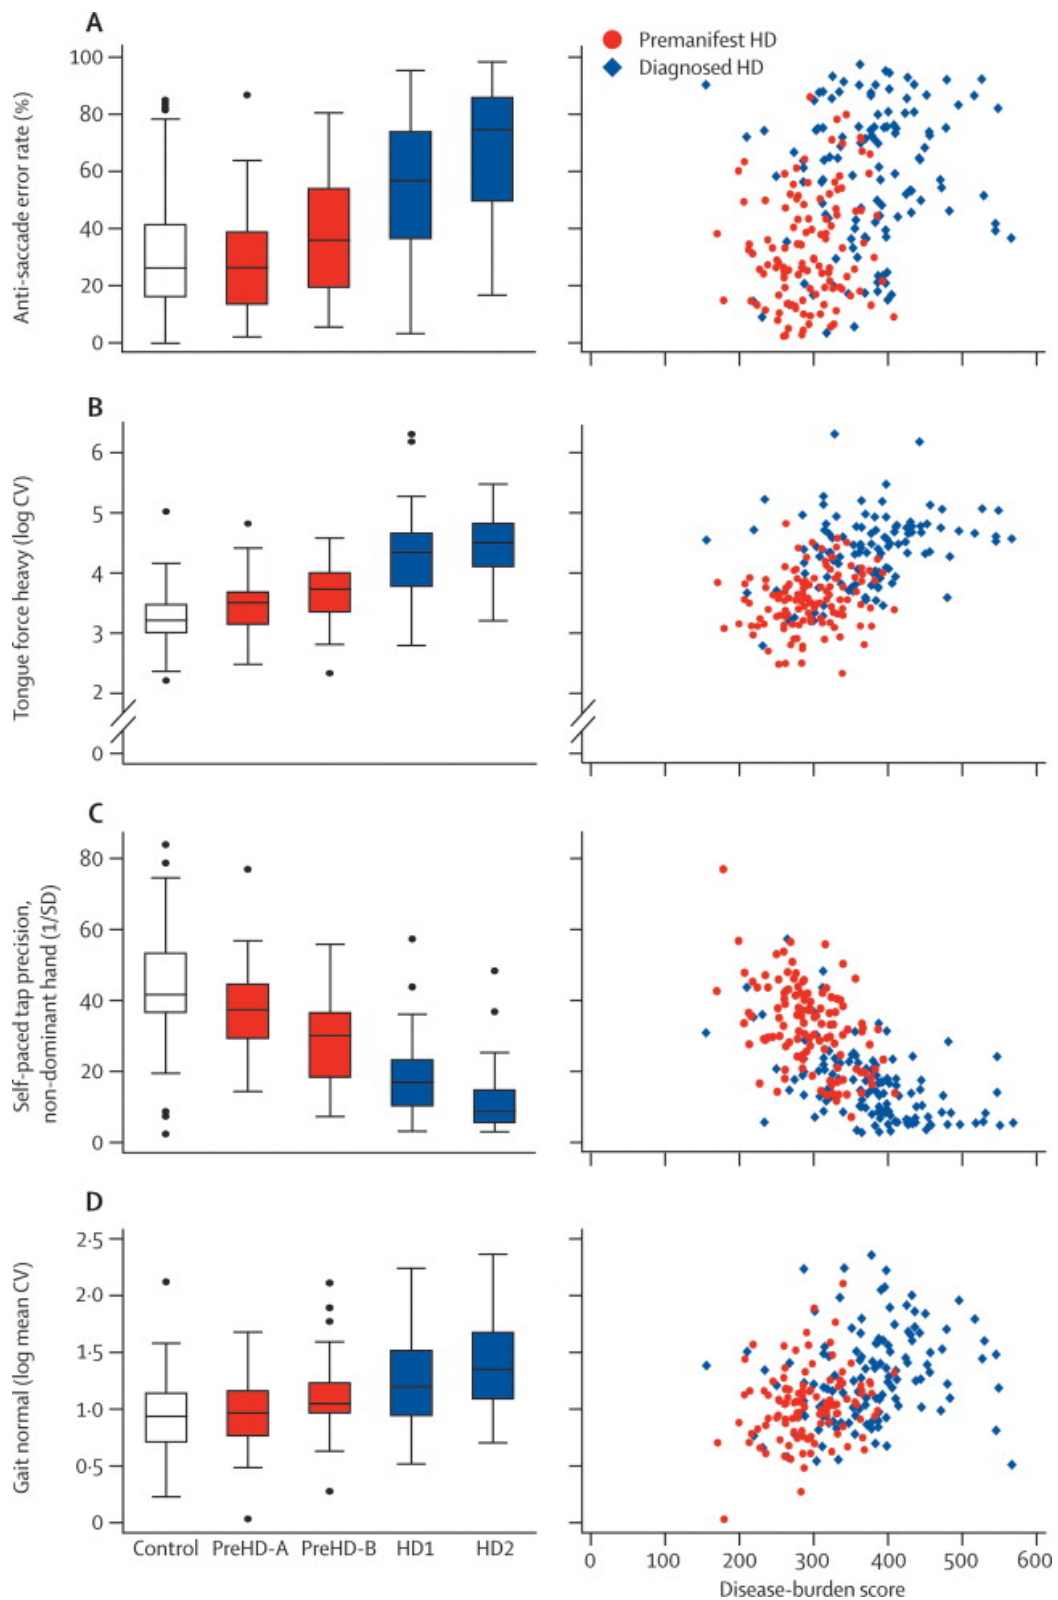 A
Premanifest HD
Diagnosed HD
Anti-saccade error rate (%)
100
80
60
40
20
0
B
Tongue force heavy (log CV)
6
5
4
3
2
0
C
Self-paced tap precision,
non-dominant hand (1/SD)
80
60
40
20
0
D
Gait normal (log mean CV)
2·5
2·0
1·5
1·0
0·5
0
Control PreHD-A PreHD-B HD1 HD2
0 100 200 300 400 500 600
Disease-burden score